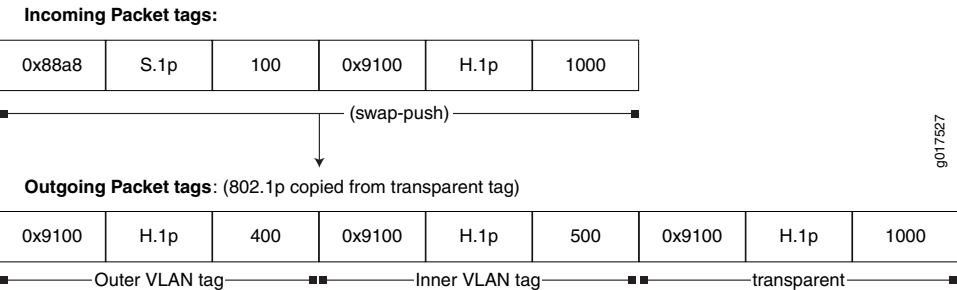 Incoming Packet tags:
0x88a8 S.1p 100 0x9100 H.1p 1000
(swap-push)
g017527
Outgoing Packet tags: (802.1p copied from transparent tag)
0x9100 H.1p 400 0x9100 H.1p 500 0x9100 H.1p 1000
Outer VLAN tag Inner VLAN tag transparent